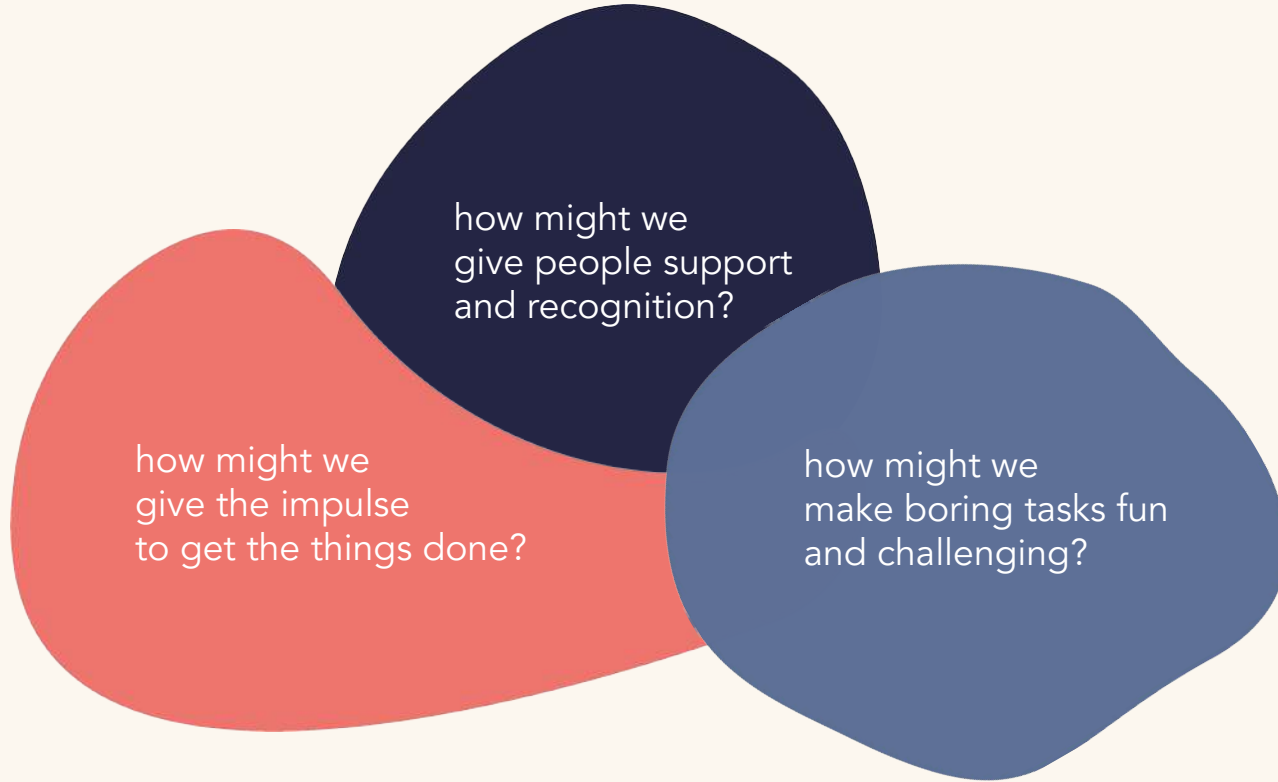 how might we
give people support
and recognition?
how might we
give the impulse
to get the things done?
how might we
make boring tasks fun
and challenging?